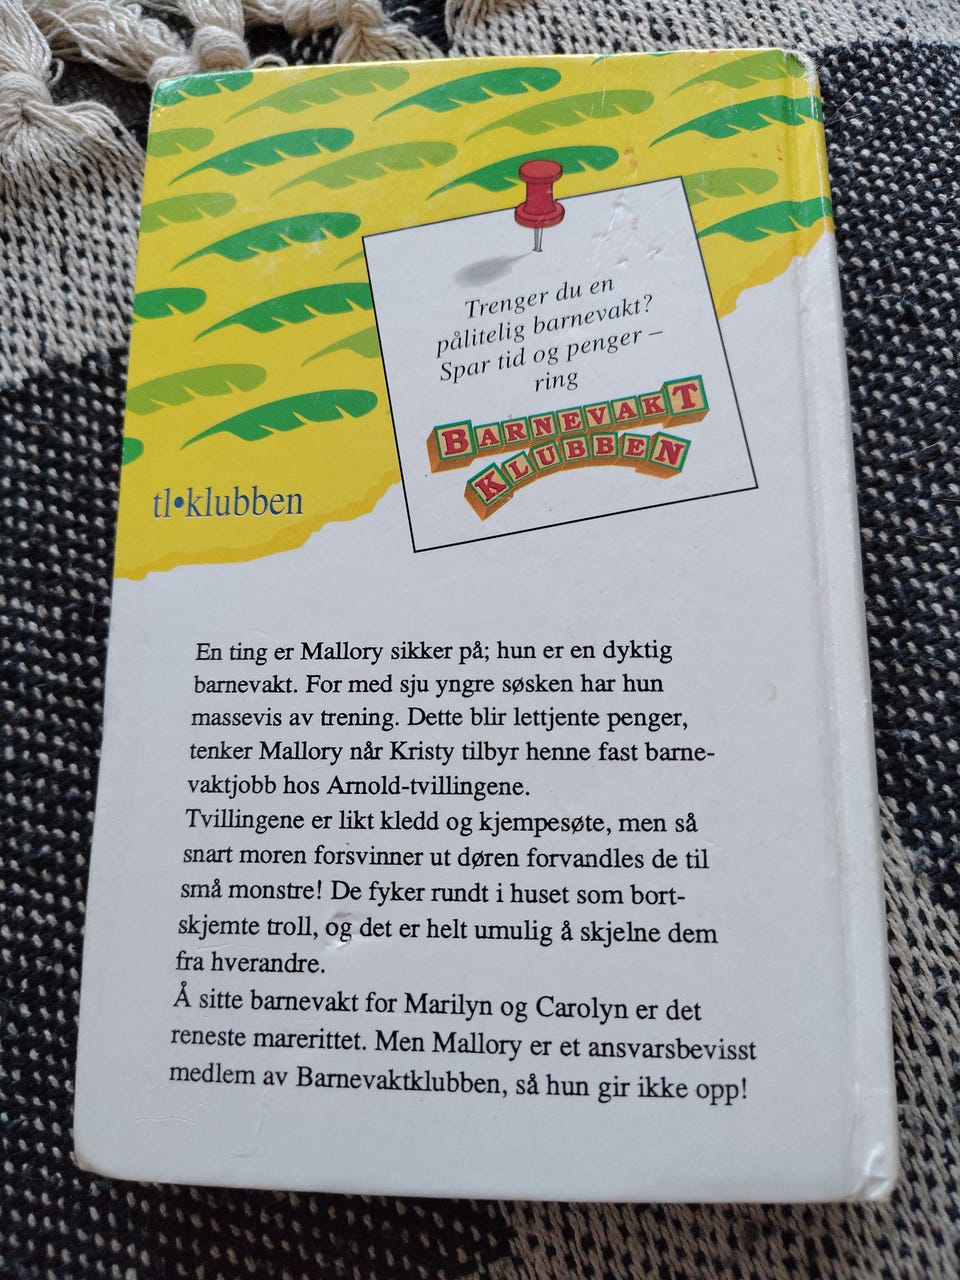 Trenger du en
pålitelig barnevakt?
Spar tid og penger –
ring
BARNEVAKT
KLUBBEN
tl•klubben
En ting er Mallory sikker på; hun er en dyktig
barnevakt. For med sju yngre søsken har hun
massevis av trening. Dette blir lettjente penger,
tenker Mallory når Kristy tilbyr henne fast barne-
vaktjobb hos Arnold-tvillingene.
Tvillingene er likt kledd og kjempesøte, men så
snart moren forsvinner ut døren forvandles de til
små monstre! De fyker rundt i huset som bort-
skjemte troll, og det er helt umulig å skjelne dem
fra hverandre.
Å sitte barnevakt for Marilyn og Carolyn er det
reneste marerittet. Men Mallory er et ansvarsbevisst
medlem av Barnevaktklubben, så hun gir ikke opp!